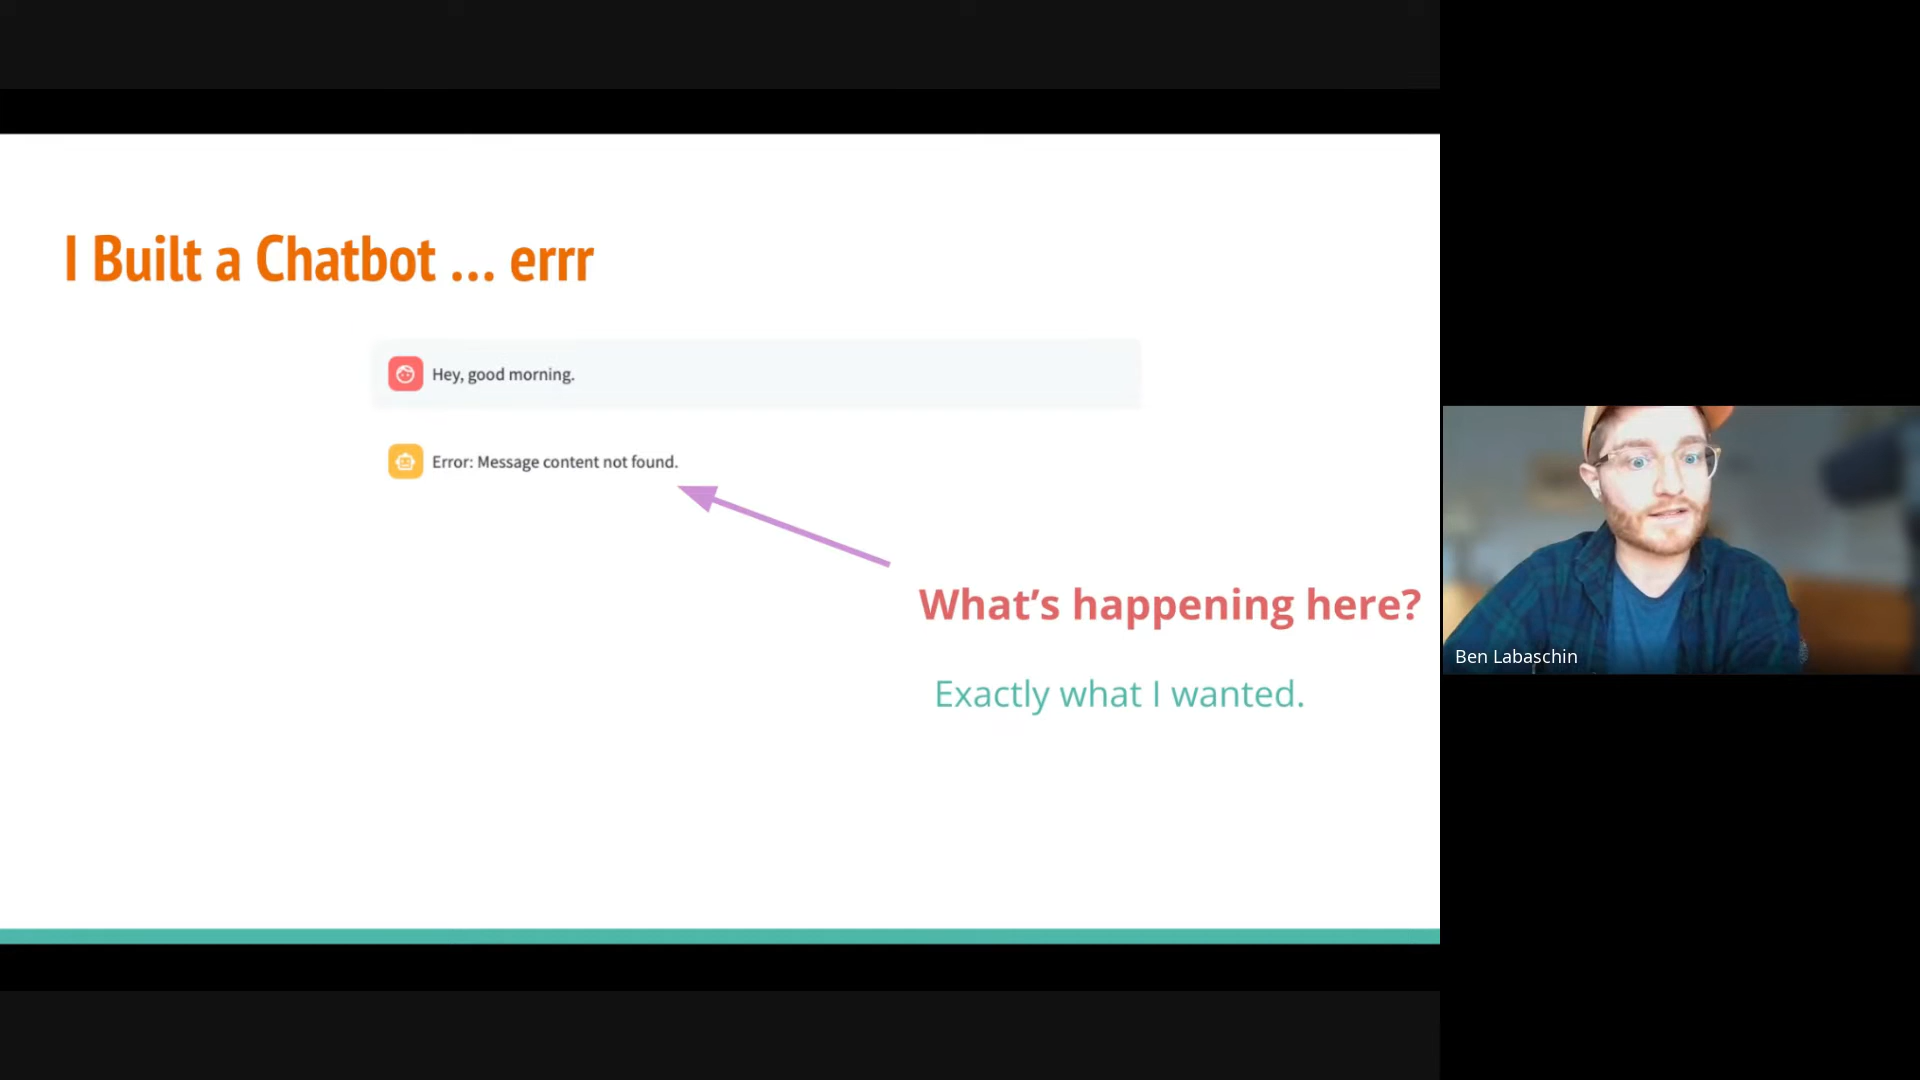 I Built a Chatbot ... errr
Hey, good morning.
Error: Message content not found.
What's happening here?
Exactly what I wanted.
Ben Labaschin